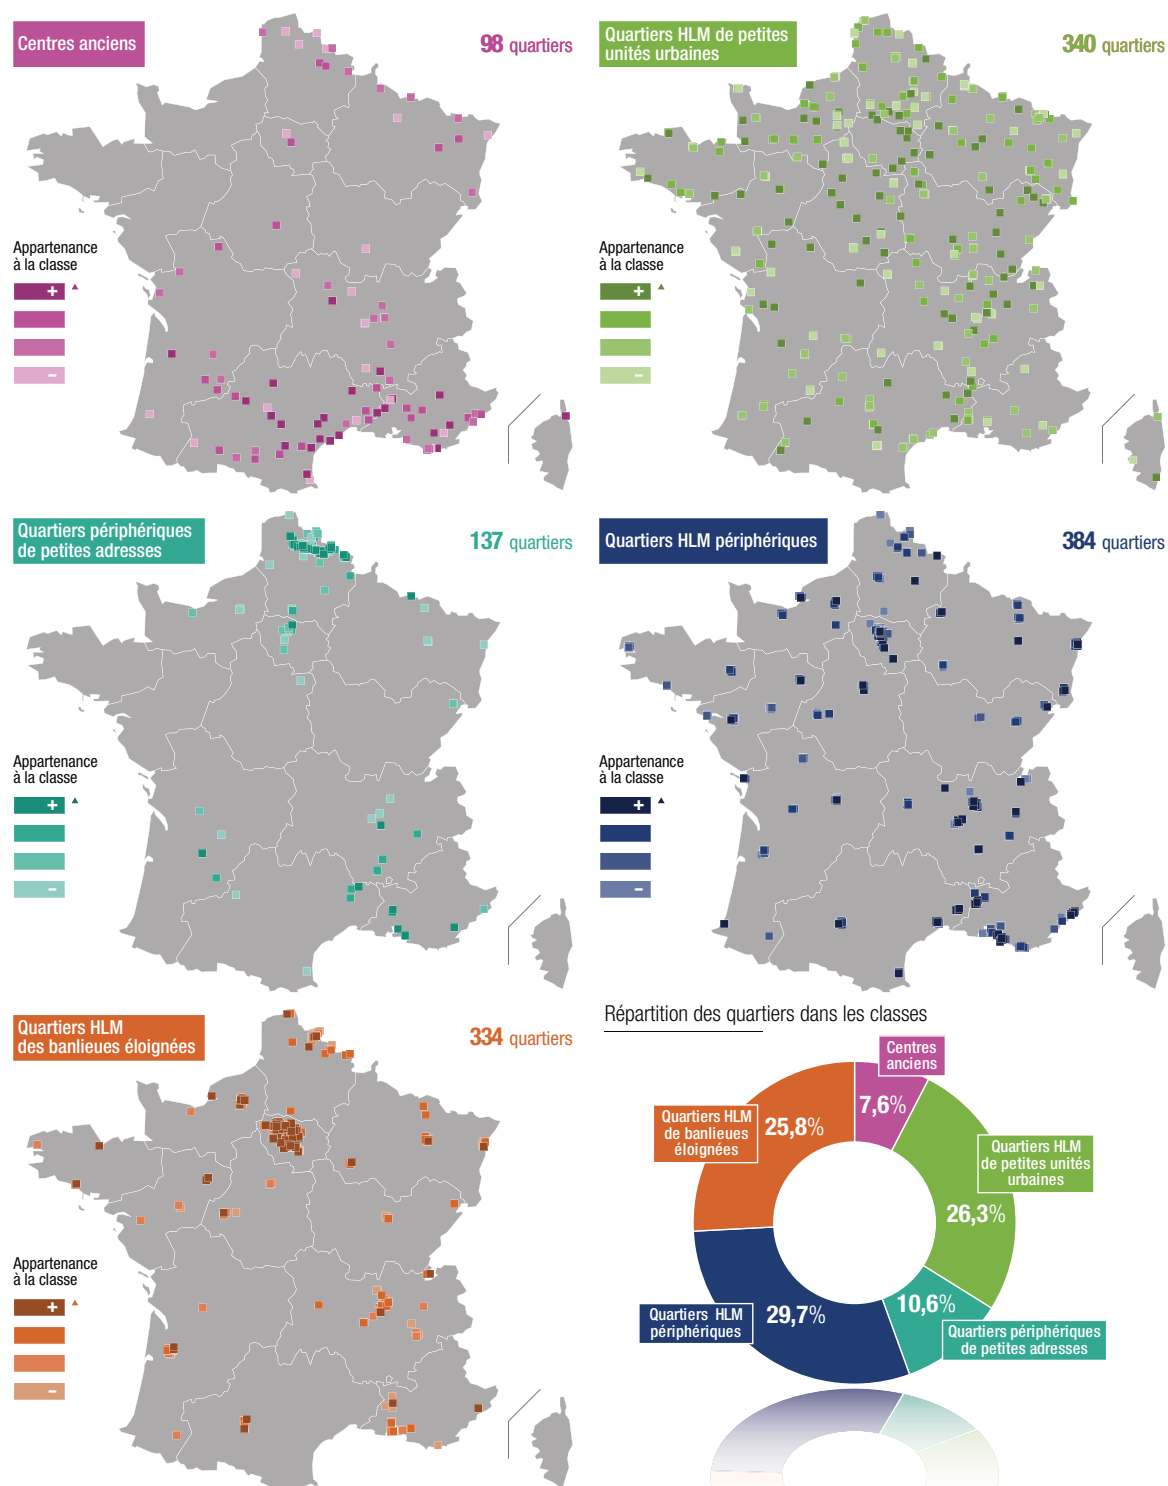 Centres anciens
98 quartiers
Appartenance
à la classe
+
–
Quartiers HLM de petites
unités urbaines
340 quartiers
Appartenance
à la classe
+
–
Quartiers périphériques
de petites adresses
137 quartiers
Appartenance
à la classe
+
–
Quartiers HLM périphériques
384 quartiers
Appartenance
à la classe
+
–
Quartiers HLM
des banlieues éloignées
334 quartiers
Appartenance
à la classe
+
–
Répartition des quartiers dans les classes
Centres
anciens
7,6%
Quartiers HLM
de petites unités
urbaines
26,3%
10,6%
Quartiers périphériques
de petites adresses
Quartiers HLM
périphériques
29,7%
Quartiers HLM
de banlieues
éloignées
25,8%